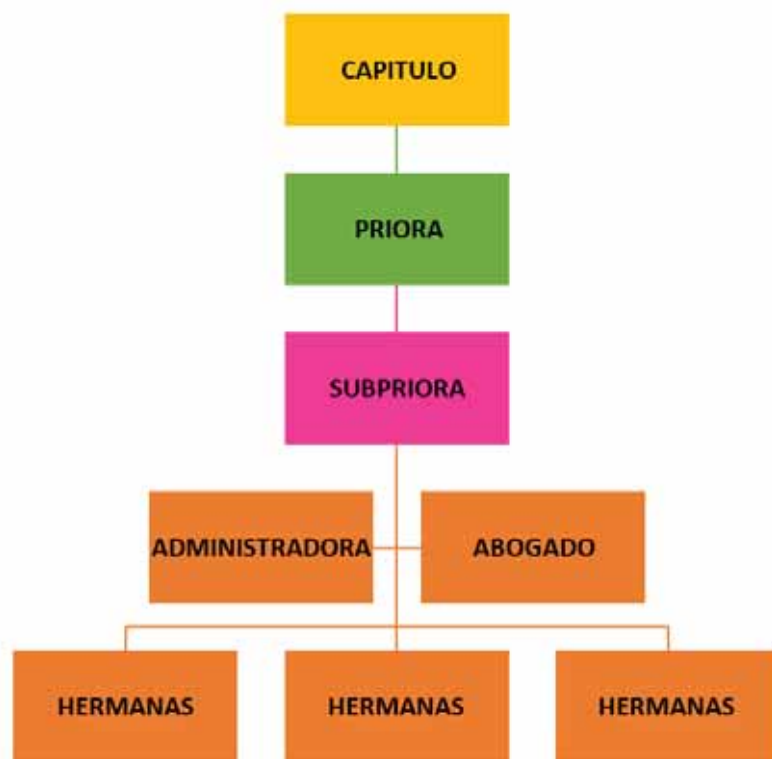 CAPITULO
PRIORA
SUBPRIORA
ADMINISTRADORA
ABOGADO
HERMANAS
HERMANAS
HERMANAS